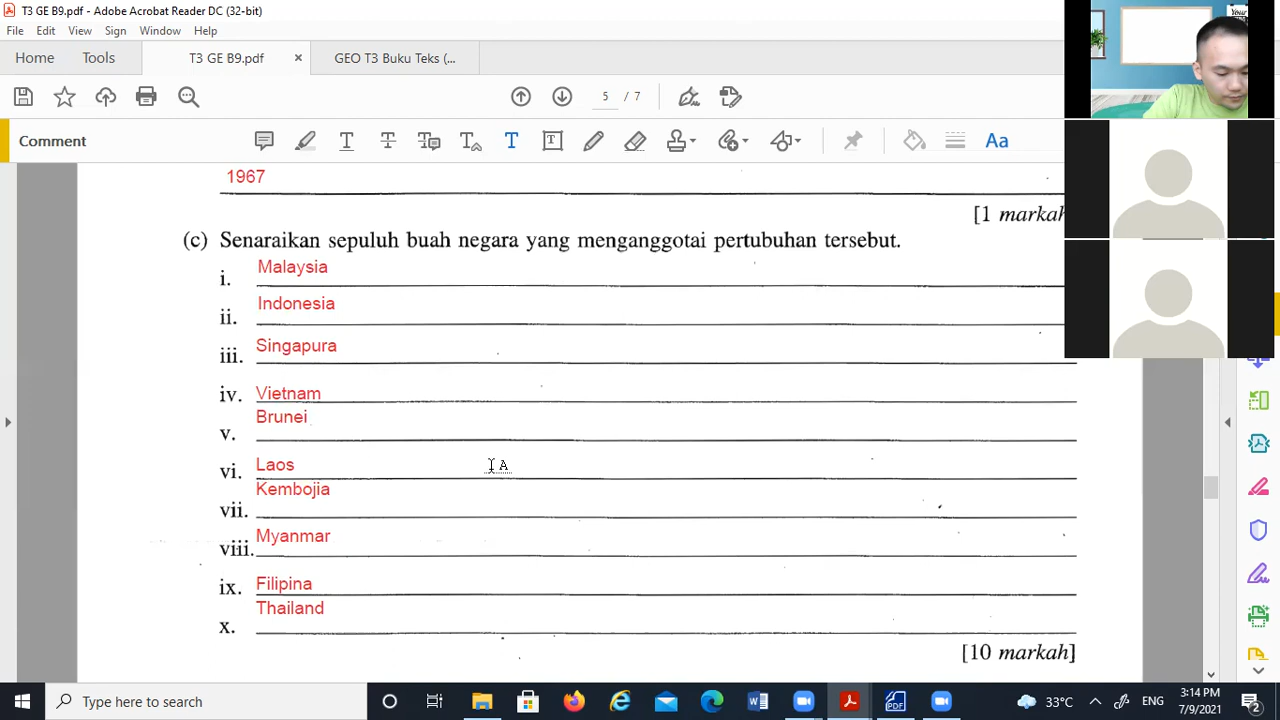 T3 GE B9.pdf - Adobe Acrobat Reader DC (32-bit)
File Edit View Sign Window Help
Home Tools T3 GE B9.pdf × GEO T3 Buku Teks (...
5 / 7
Comment
1967
[1 markah
(c) Senaraikan sepuluh buah negara yang menganggotai pertubuhan tersebut.
i. Malaysia
ii. Indonesia
iii. Singapura
iv. Vietnam
v. Brunei
vi. Laos
vii. Kembojia
viii. Myanmar
ix. Filipina
x. Thailand
[10 markah]
Type here to search
33°C ENG 3:14 PM
7/9/2021
2